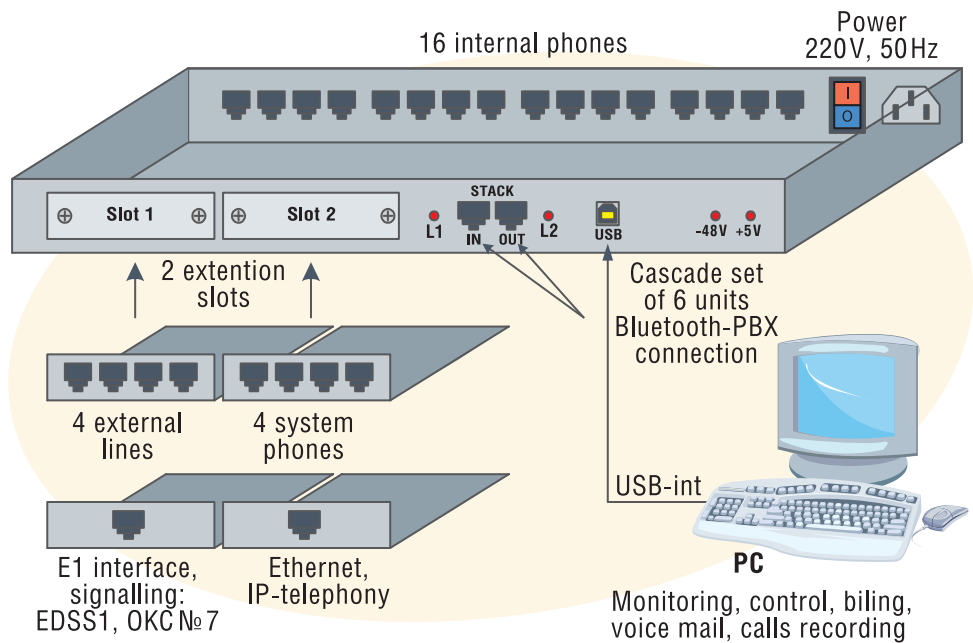 Power
220V, 50Hz
16 internal phones
I
O
STACK
Slot 1
Slot 2
L1
IN
OUT
L2
USB
-48V
+5V
2 extention
slots
Cascade set
of 6 units
Bluetooth-PBX
connection
4 external
lines
4 system
phones
USB-int
E1 interface,
signalling:
EDSS1, OKC №7
Ethernet,
IP-telephony
PC
Monitoring, control, biling,
voice mail, calls recording